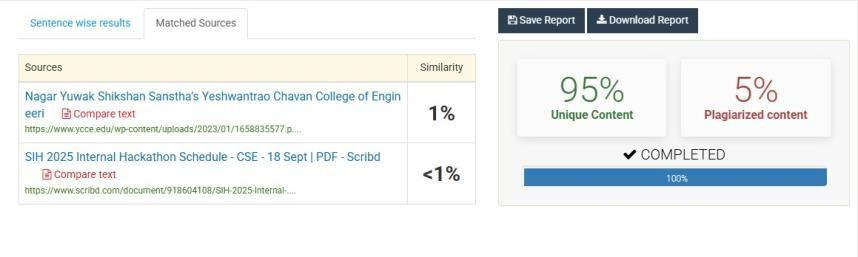 Sentence wise results
Matched Sources
Sources
Similarity
Nagar Yuwak Shikshan Sanstha's Yeshwantrao Chavan College of Engin
eeri Compare text
https://www.ycce.edu/wp-content/uploads/2023/01/1658835577.p....
1%
SIH 2025 Internal Hackathon Schedule - CSE - 18 Sept | PDF - Scribd
Compare text
https://www.scribd.com/document/918604108/SIH-2025-Internal-....
<1%
Save Report
Download Report
95%
Unique Content
5%
Plagiarized content
COMPLETED
100%